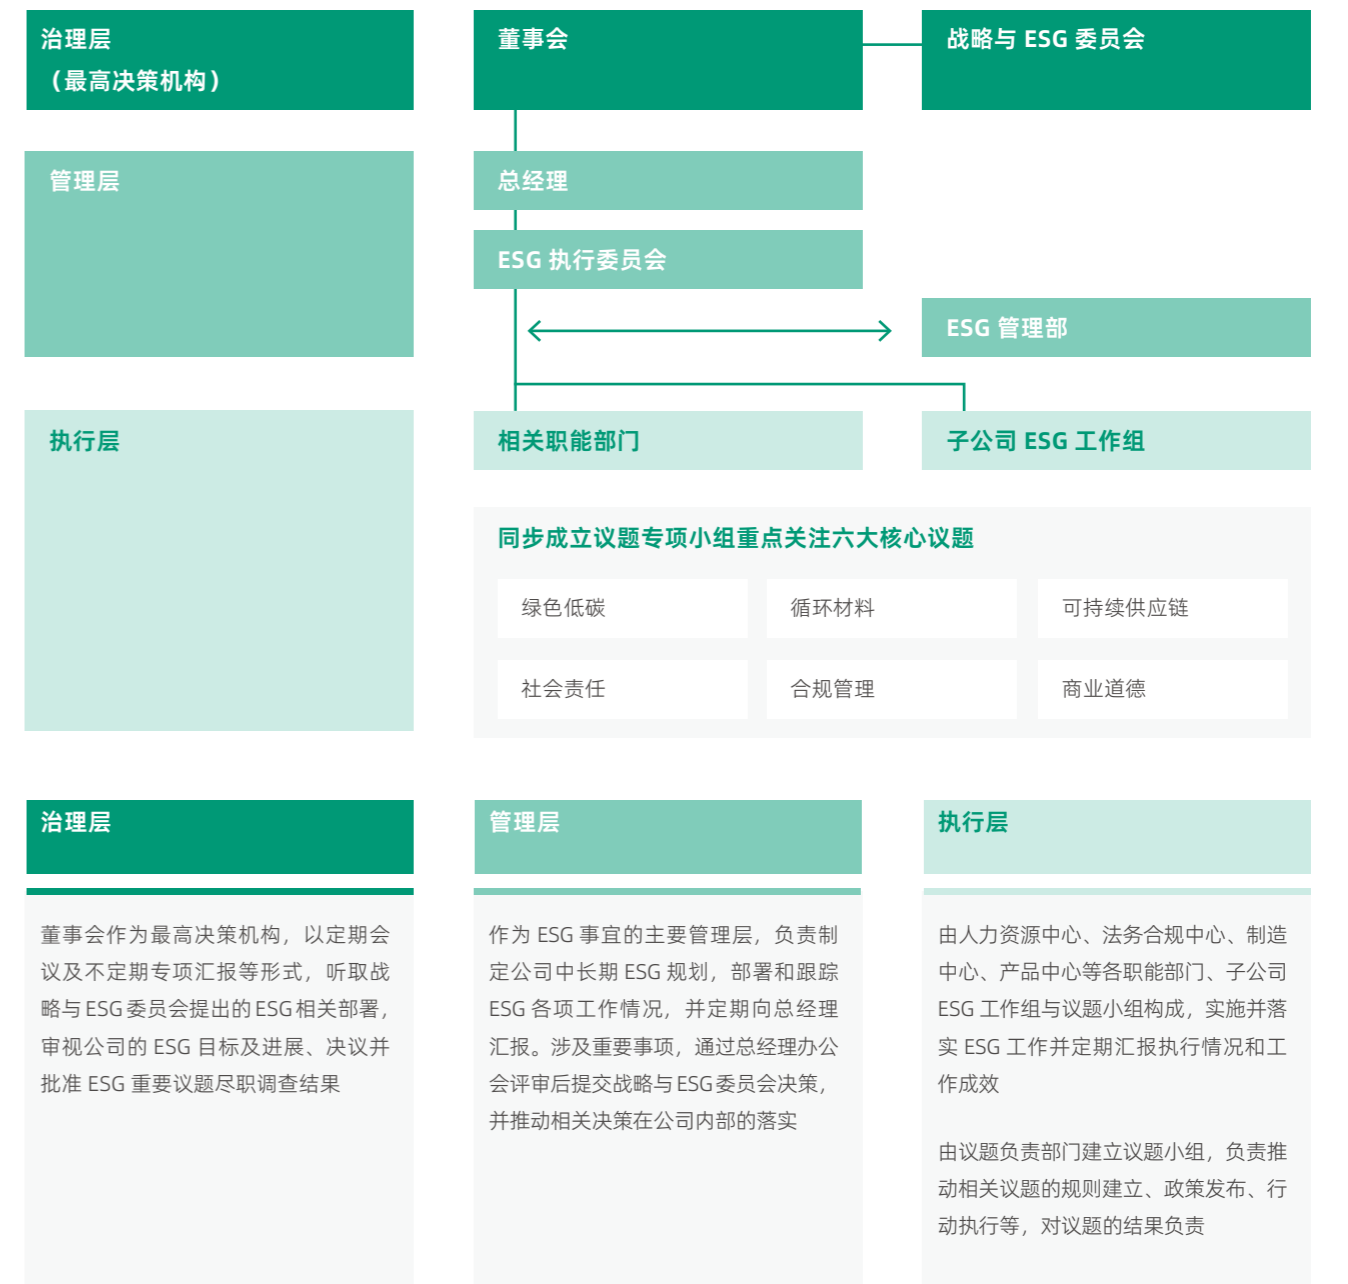 治理层
（最高决策机构）
董事会
战略与 ESG 委员会
管理层
总经理
ESG 执行委员会
ESG 管理部
执行层
相关职能部门
子公司 ESG 工作组
同步成立议题专项小组重点关注六大核心议题
绿色低碳
循环材料
可持续供应链
社会责任
合规管理
商业道德
治理层
董事会作为最高决策机构，以定期会
议及不定期专项汇报等形式，听取战
略与ESG委员会提出的ESG相关部署，
审视公司的 ESG 目标及进展、决议并
批准 ESG 重要议题尽职调查结果
管理层
作为 ESG 事宜的主要管理层，负责制
定公司中长期 ESG 规划，部署和跟踪
ESG 各项工作情况，并定期向总经理
汇报。涉及重要事项，通过总经理办公
会评审后提交战略与ESG委员会决策，
并推动相关决策在公司内部的落实
执行层
由人力资源中心、法务合规中心、制造
中心、产品中心等各职能部门、子公司
ESG 工作组与议题小组构成，实施并落
实 ESG 工作并定期汇报执行情况和工
作成效
由议题负责部门建立议题小组，负责推
动相关议题的规则建立、政策发布、行
动执行等，对议题的结果负责